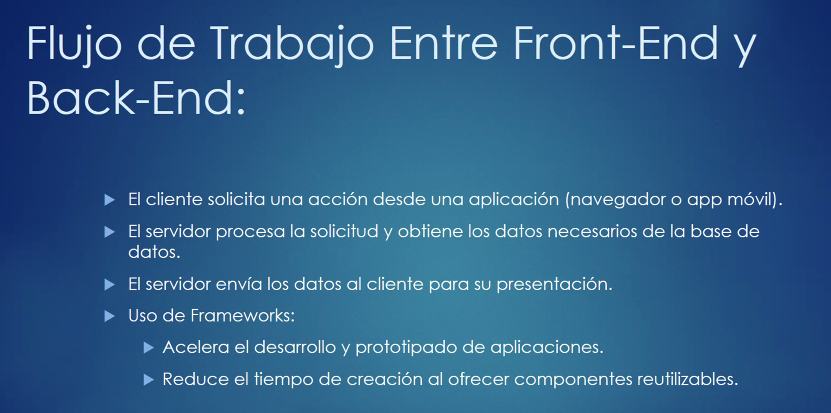 Flujo de Trabajo Entre Front-End y
Back-End:
El cliente solicita una acción desde una aplicación (navegador o app móvil).
El servidor procesa la solicitud y obtiene los datos necesarios de la base de
datos.
El servidor envía los datos al cliente para su presentación.
Uso de Frameworks:
Acelera el desarrollo y prototipado de aplicaciones.
Reduce el tiempo de creación al ofrecer componentes reutilizables.